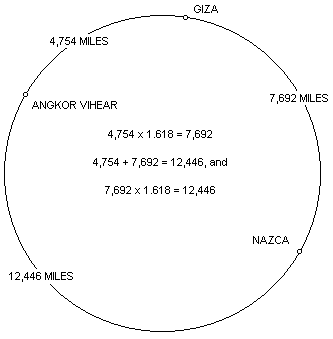 GIZA
4,754 MILES
7,692 MILES
ANGKOR VIHEAR
4,754 x 1.618 = 7,692
4,754 + 7,692 = 12,446, and
7,692 x 1.618 = 12,446
NAZCA
12,446 MILES